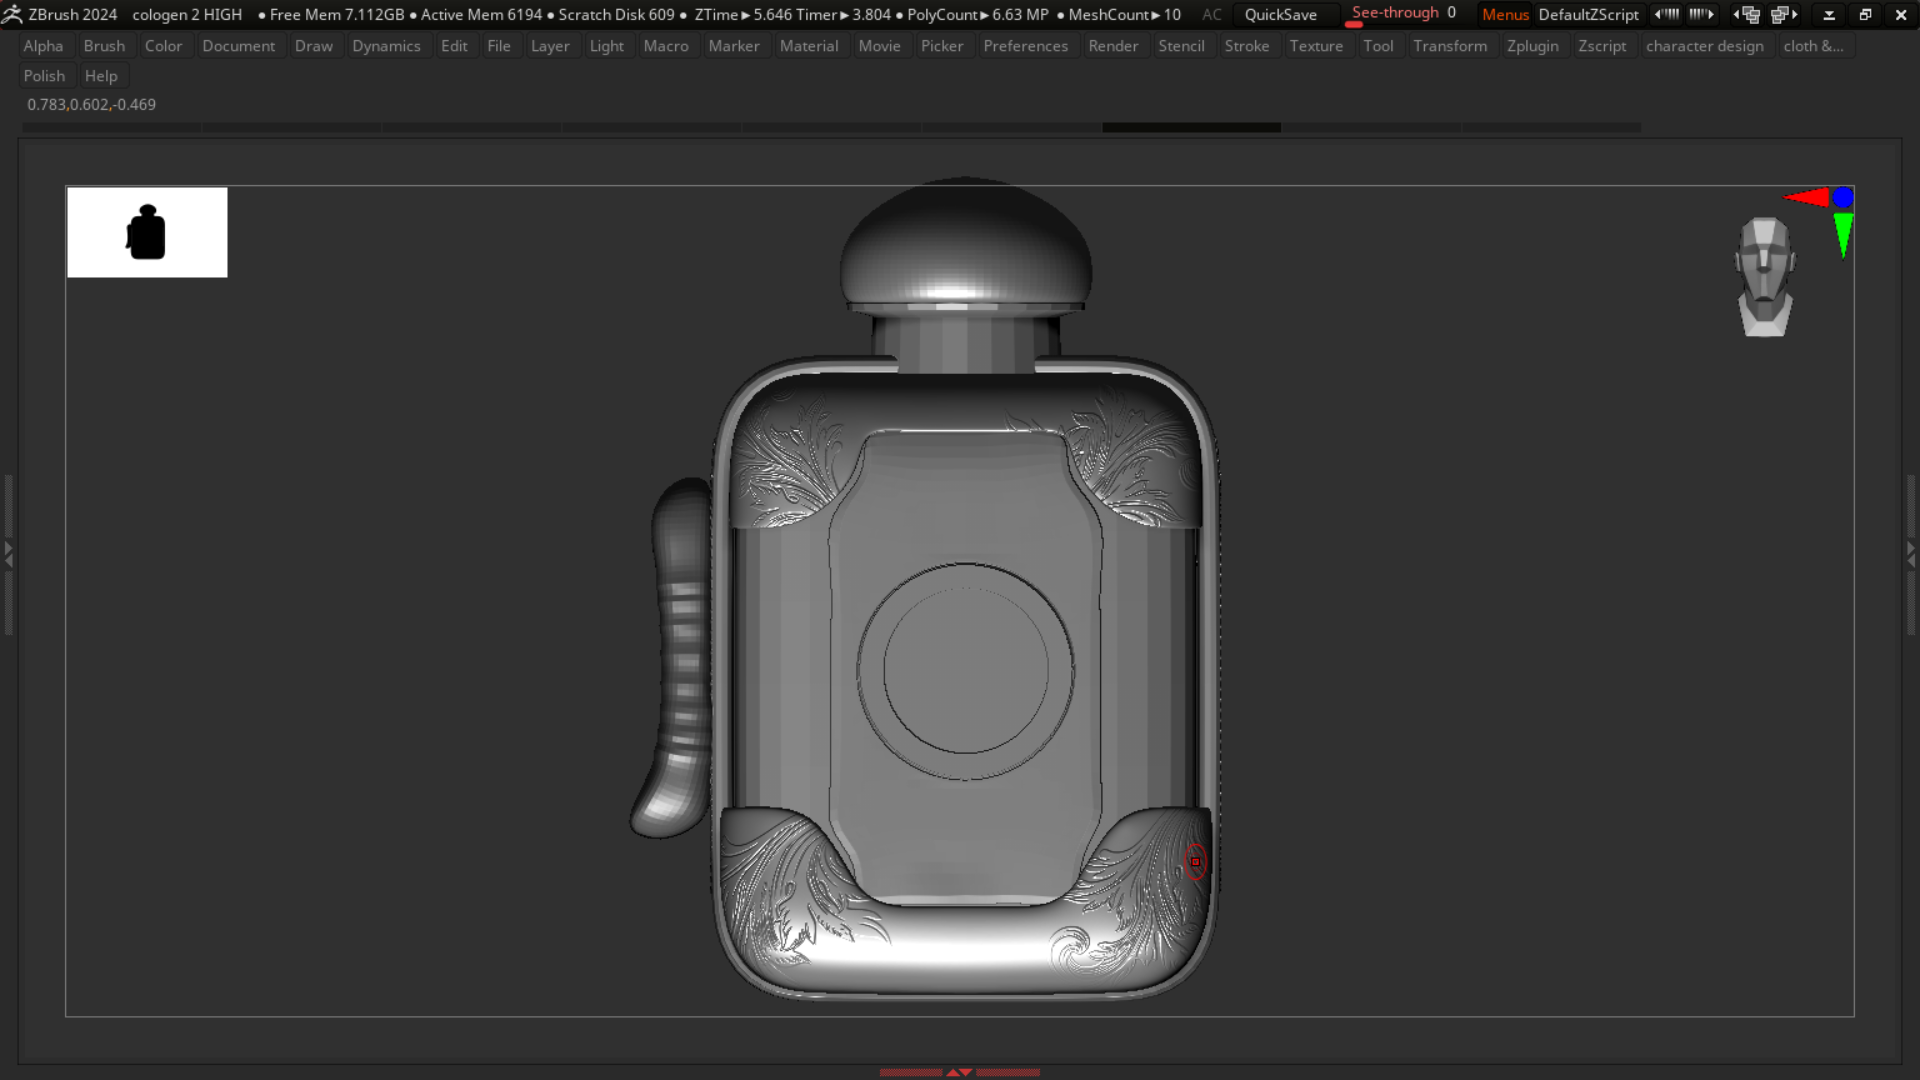 ZBrush 2024 cologen 2 HIGH ● Free Mem 7.112GB ● Active Mem 6194 ● Scratch Disk 609 ● ZTime▶5.646 Timer▶3.804 ● PolyCount▶6.63 MP ● MeshCount▶10 AC QuickSave See-through 0 Menus DefaultZScript
Alpha Brush Color Document Draw Dynamics Edit File Layer Light Macro Marker Material Movie Picker Preferences Render Stencil Stroke Texture Tool Transform Zplugin Zscript character design cloth &...
Polish Help
0.783,0.602,-0.469